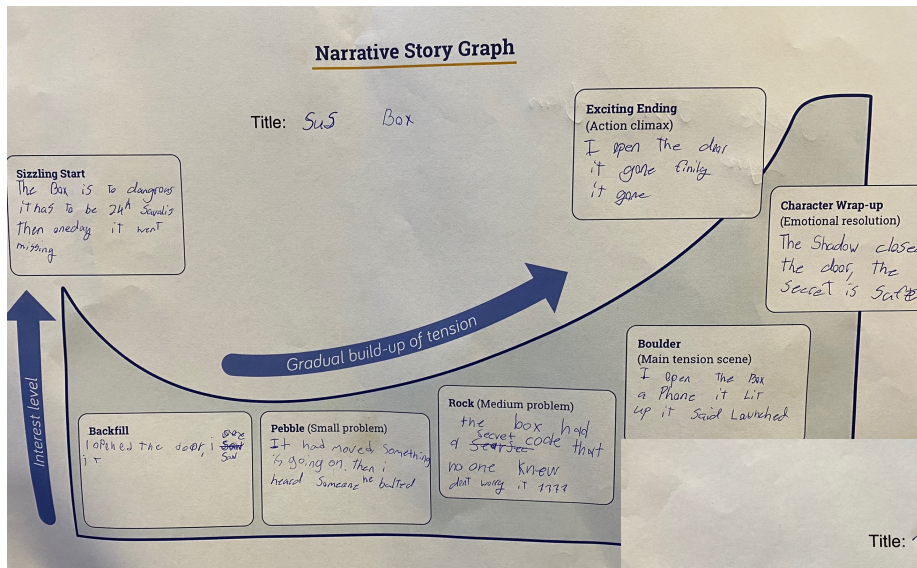 Narrative Story Graph
Title: SuS Box
Sizzling Start
The Box is To dangrous
it has To be 24h Savalis
then oneday it went
missing
Exciting Ending
(Action climax)
I open The door
it gone finily
it gone
Character Wrap-up
(Emotional resolution)
The Shadow close
the door, the
Secret is Safe
Interest level
Gradual build-up of tension
Backfill
I opened the door, i
Saw
it
Pebble (Small problem)
It had moved Something
is going on. then i
heard Someone he bolted
Rock (Medium problem)
the box had
a secret code that
no one knew
dont worry it 1111
Boulder
(Main tension scene)
I open The Box
a Phone it LiT
up it Said Launched
Title: